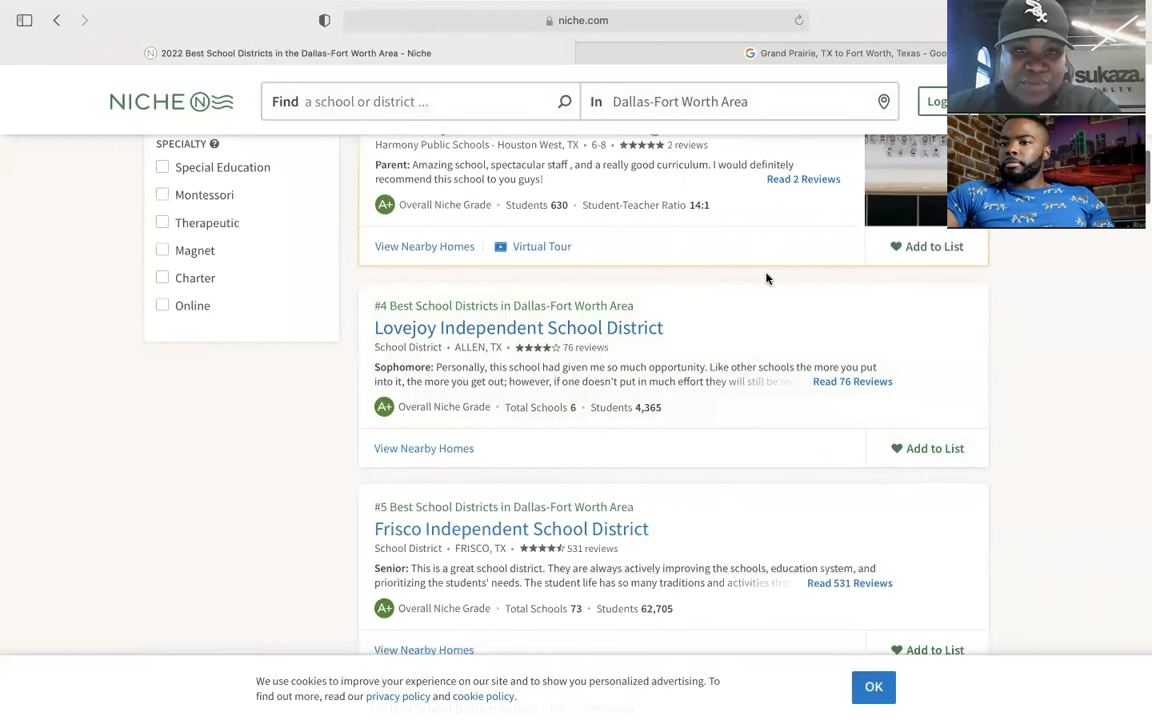 niche.com
2022 Best School Districts in the Dallas-Fort Worth Area - Niche
Grand Prairie, TX to Fort Worth, Texas - Goo
NICHE
Find a school or district ...
In Dallas-Fort Worth Area
Log
sukaza.
SPECIALTY
Special Education
Montessori
Therapeutic
Magnet
Charter
Online
Harmony Public Schools - Houston West, TX • 6-8 • ★★★★★ 2 reviews
Parent: Amazing school, spectacular staff , and a really good curriculum. I would definitely
recommend this school to you guys! Read 2 Reviews
A+ Overall Niche Grade • Students 630 • Student-Teacher Ratio 14:1
View Nearby Homes Virtual Tour Add to List
#4 Best School Districts in Dallas-Fort Worth Area
Lovejoy Independent School District
School District • ALLEN, TX • ★★★★☆ 76 reviews
Sophomore: Personally, this school had given me so much opportunity. Like other schools the more you put
into it, the more you get out; however, if one doesn't put in much effort they will still be Read 76 Reviews
A+ Overall Niche Grade • Total Schools 6 • Students 4,365
View Nearby Homes Add to List
#5 Best School Districts in Dallas-Fort Worth Area
Frisco Independent School District
School District • FRISCO, TX • 531 reviews
Senior: This is a great school district. They are always actively improving the schools, education system, and
prioritizing the students' needs. The student life has so many traditions and activities Read 531 Reviews
A+ Overall Niche Grade • Total Schools 73 • Students 62,705
View Nearby Homes Add to List
We use cookies to improve your experience on our site and to show you personalized advertising. To
find out more, read our privacy policy and cookie policy.
OK